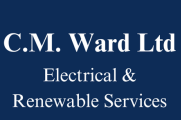 C.M. Ward Ltd
Electrical &
Renewable Services